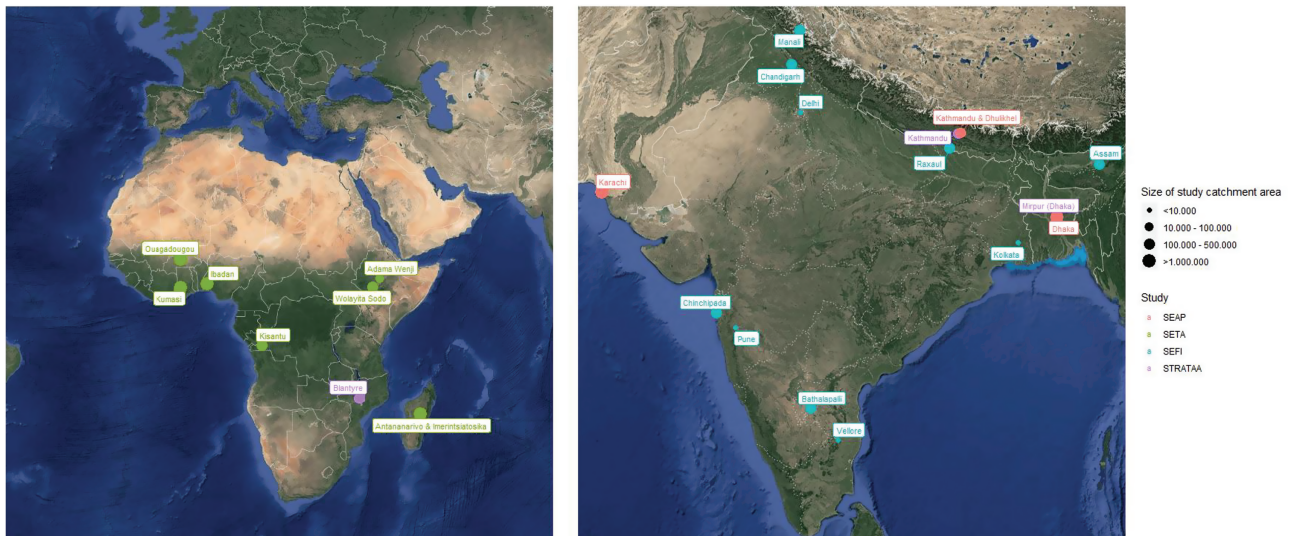 Ouagadougou
Ibadan
Kumasi
Adama Wenji
Wolayita Sodo
Kisantu
Blantyre
Antananarivo & Imerintsiatosika
Manali
Chandigarh
Delhi
Kathmandu & Dhulikhel
Kathmandu
Raxaul
Assam
Karachi
Mirpur (Dhaka)
Dhaka
Kolkata
Chinchipada
Pune
Bathalapalli
Vellore
Size of study catchment area
<10.000
10.000 - 100.000
100.000 - 500.000
>1.000.000
Study
a SEAP
a SETA
a SEFI
a STRATAA